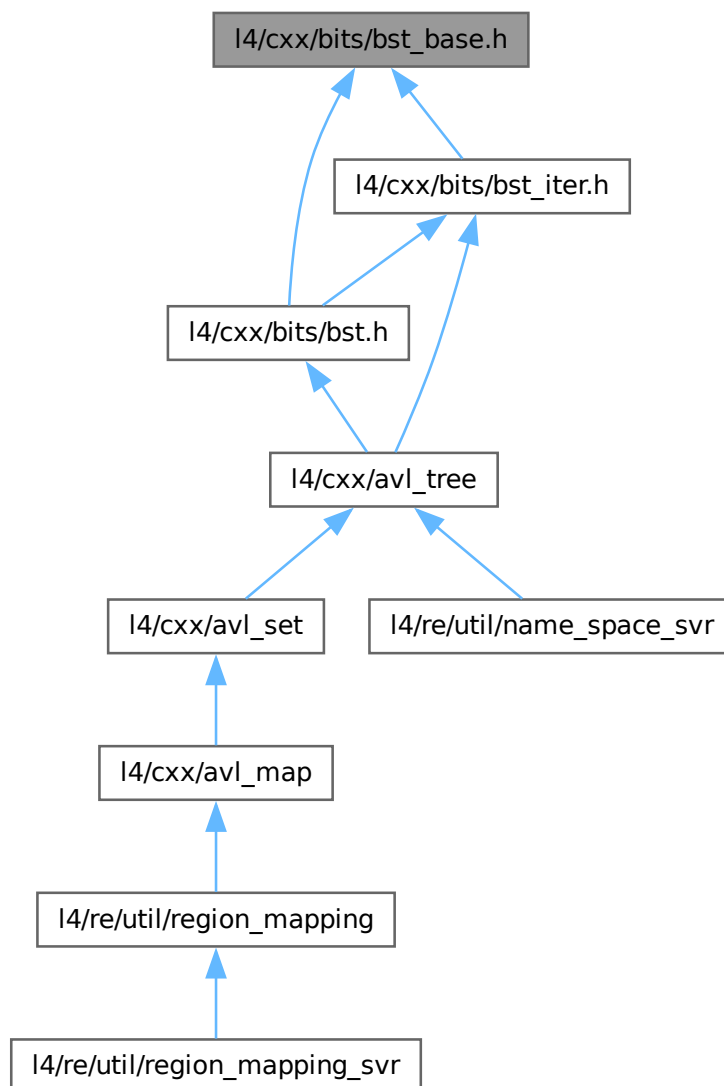 l4/cxx/bits/bst_base.h
l4/cxx/bits/bst_iter.h
l4/cxx/bits/bst.h
l4/cxx/avl_tree
l4/cxx/avl_set
l4/re/util/name_space_svr
l4/cxx/avl_map
l4/re/util/region_mapping
l4/re/util/region_mapping_svr